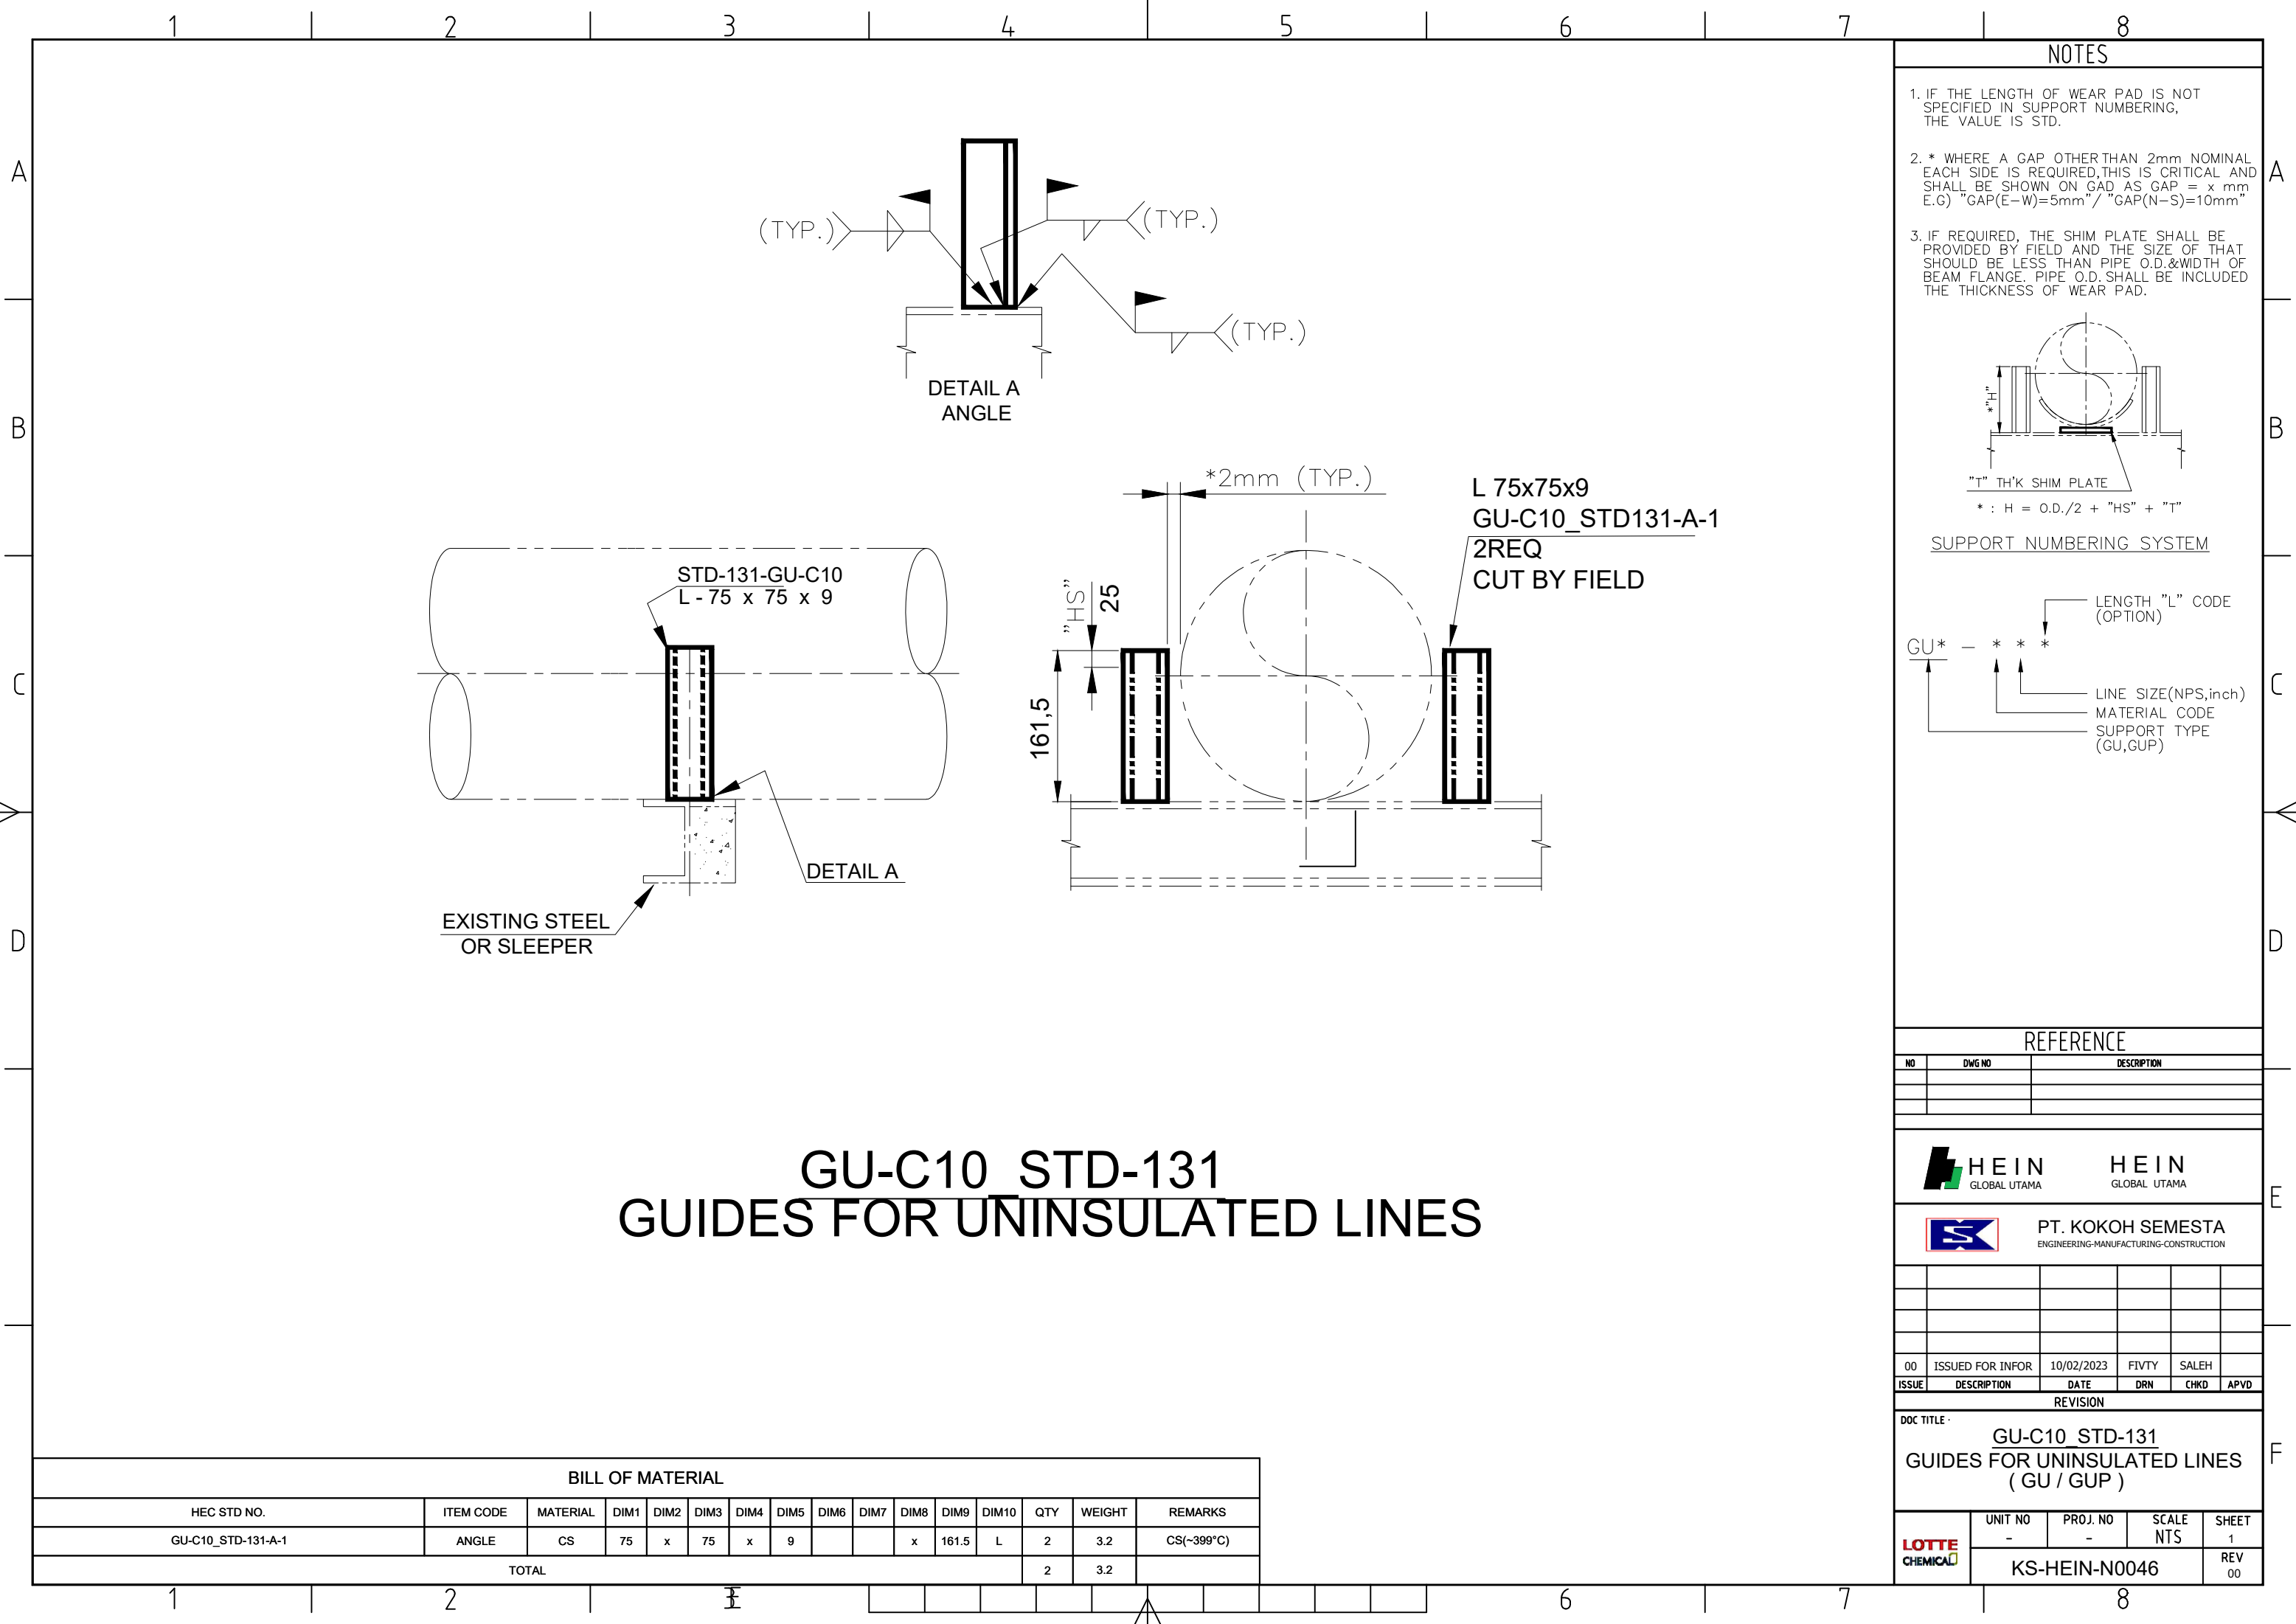 1 2 3 4 5 6 7 8
A
B
C
D
(TYP.)
(TYP.)
(TYP.)
DETAIL A
ANGLE
STD-131-GU-C10
L - 75 x 75 x 9
DETAIL A
EXISTING STEEL
OR SLEEPER
*2mm (TYP.)
"HS"
25
161,5
L 75x75x9
GU-C10_STD131-A-1
2REQ
CUT BY FIELD
GU-C10_STD-131
GUIDES FOR UNINSULATED LINES
BILL OF MATERIAL
HEC STD NO. ITEM CODE MATERIAL DIM1 DIM2 DIM3 DIM4 DIM5 DIM6 DIM7 DIM8 DIM9 DIM10 QTY WEIGHT REMARKS
GU-C10_STD-131-A-1 ANGLE CS 75 x 75 x 9 x 161.5 L 2 3.2 CS(~399°C)
TOTAL 2 3.2
NOTES
1. IF THE LENGTH OF WEAR PAD IS NOT
SPECIFIED IN SUPPORT NUMBERING,
THE VALUE IS STD.
2. * WHERE A GAP OTHER THAN 2mm NOMINAL
EACH SIDE IS REQUIRED,THIS IS CRITICAL AND
SHALL BE SHOWN ON GAD AS GAP = x mm
E.G) "GAP(E-W)=5mm"/ "GAP(N-S)=10mm"
3. IF REQUIRED, THE SHIM PLATE SHALL BE
PROVIDED BY FIELD AND THE SIZE OF THAT
SHOULD BE LESS THAN PIPE O.D.&WIDTH OF
BEAM FLANGE. PIPE O.D. SHALL BE INCLUDED
THE THICKNESS OF WEAR PAD.
*"H"
"T" TH'K SHIM PLATE
* : H = O.D./2 + "HS" + "T"
SUPPORT NUMBERING SYSTEM
LENGTH "L" CODE
(OPTION)
GU* - * * *
LINE SIZE(NPS,inch)
MATERIAL CODE
SUPPORT TYPE
(GU,GUP)
REFERENCE
NO DWG NO DESCRIPTION
HEIN
GLOBAL UTAMA
HEIN
GLOBAL UTAMA
PT. KOKOH SEMESTA
ENGINEERING-MANUFACTURING-CONSTRUCTION
00 ISSUED FOR INFOR 10/02/2023 FIVTY SALEH
ISSUE DESCRIPTION DATE DRN CHKD APVD
REVISION
DOC TITLE
GU-C10_STD-131
GUIDES FOR UNINSULATED LINES
( GU / GUP )
LOTTE
CHEMICAL
UNIT NO PROJ. NO SCALE SHEET
- - NTS 1
KS-HEIN-N0046
REV
00
A
B
C
D
E
F
1 2 3 6 7 8